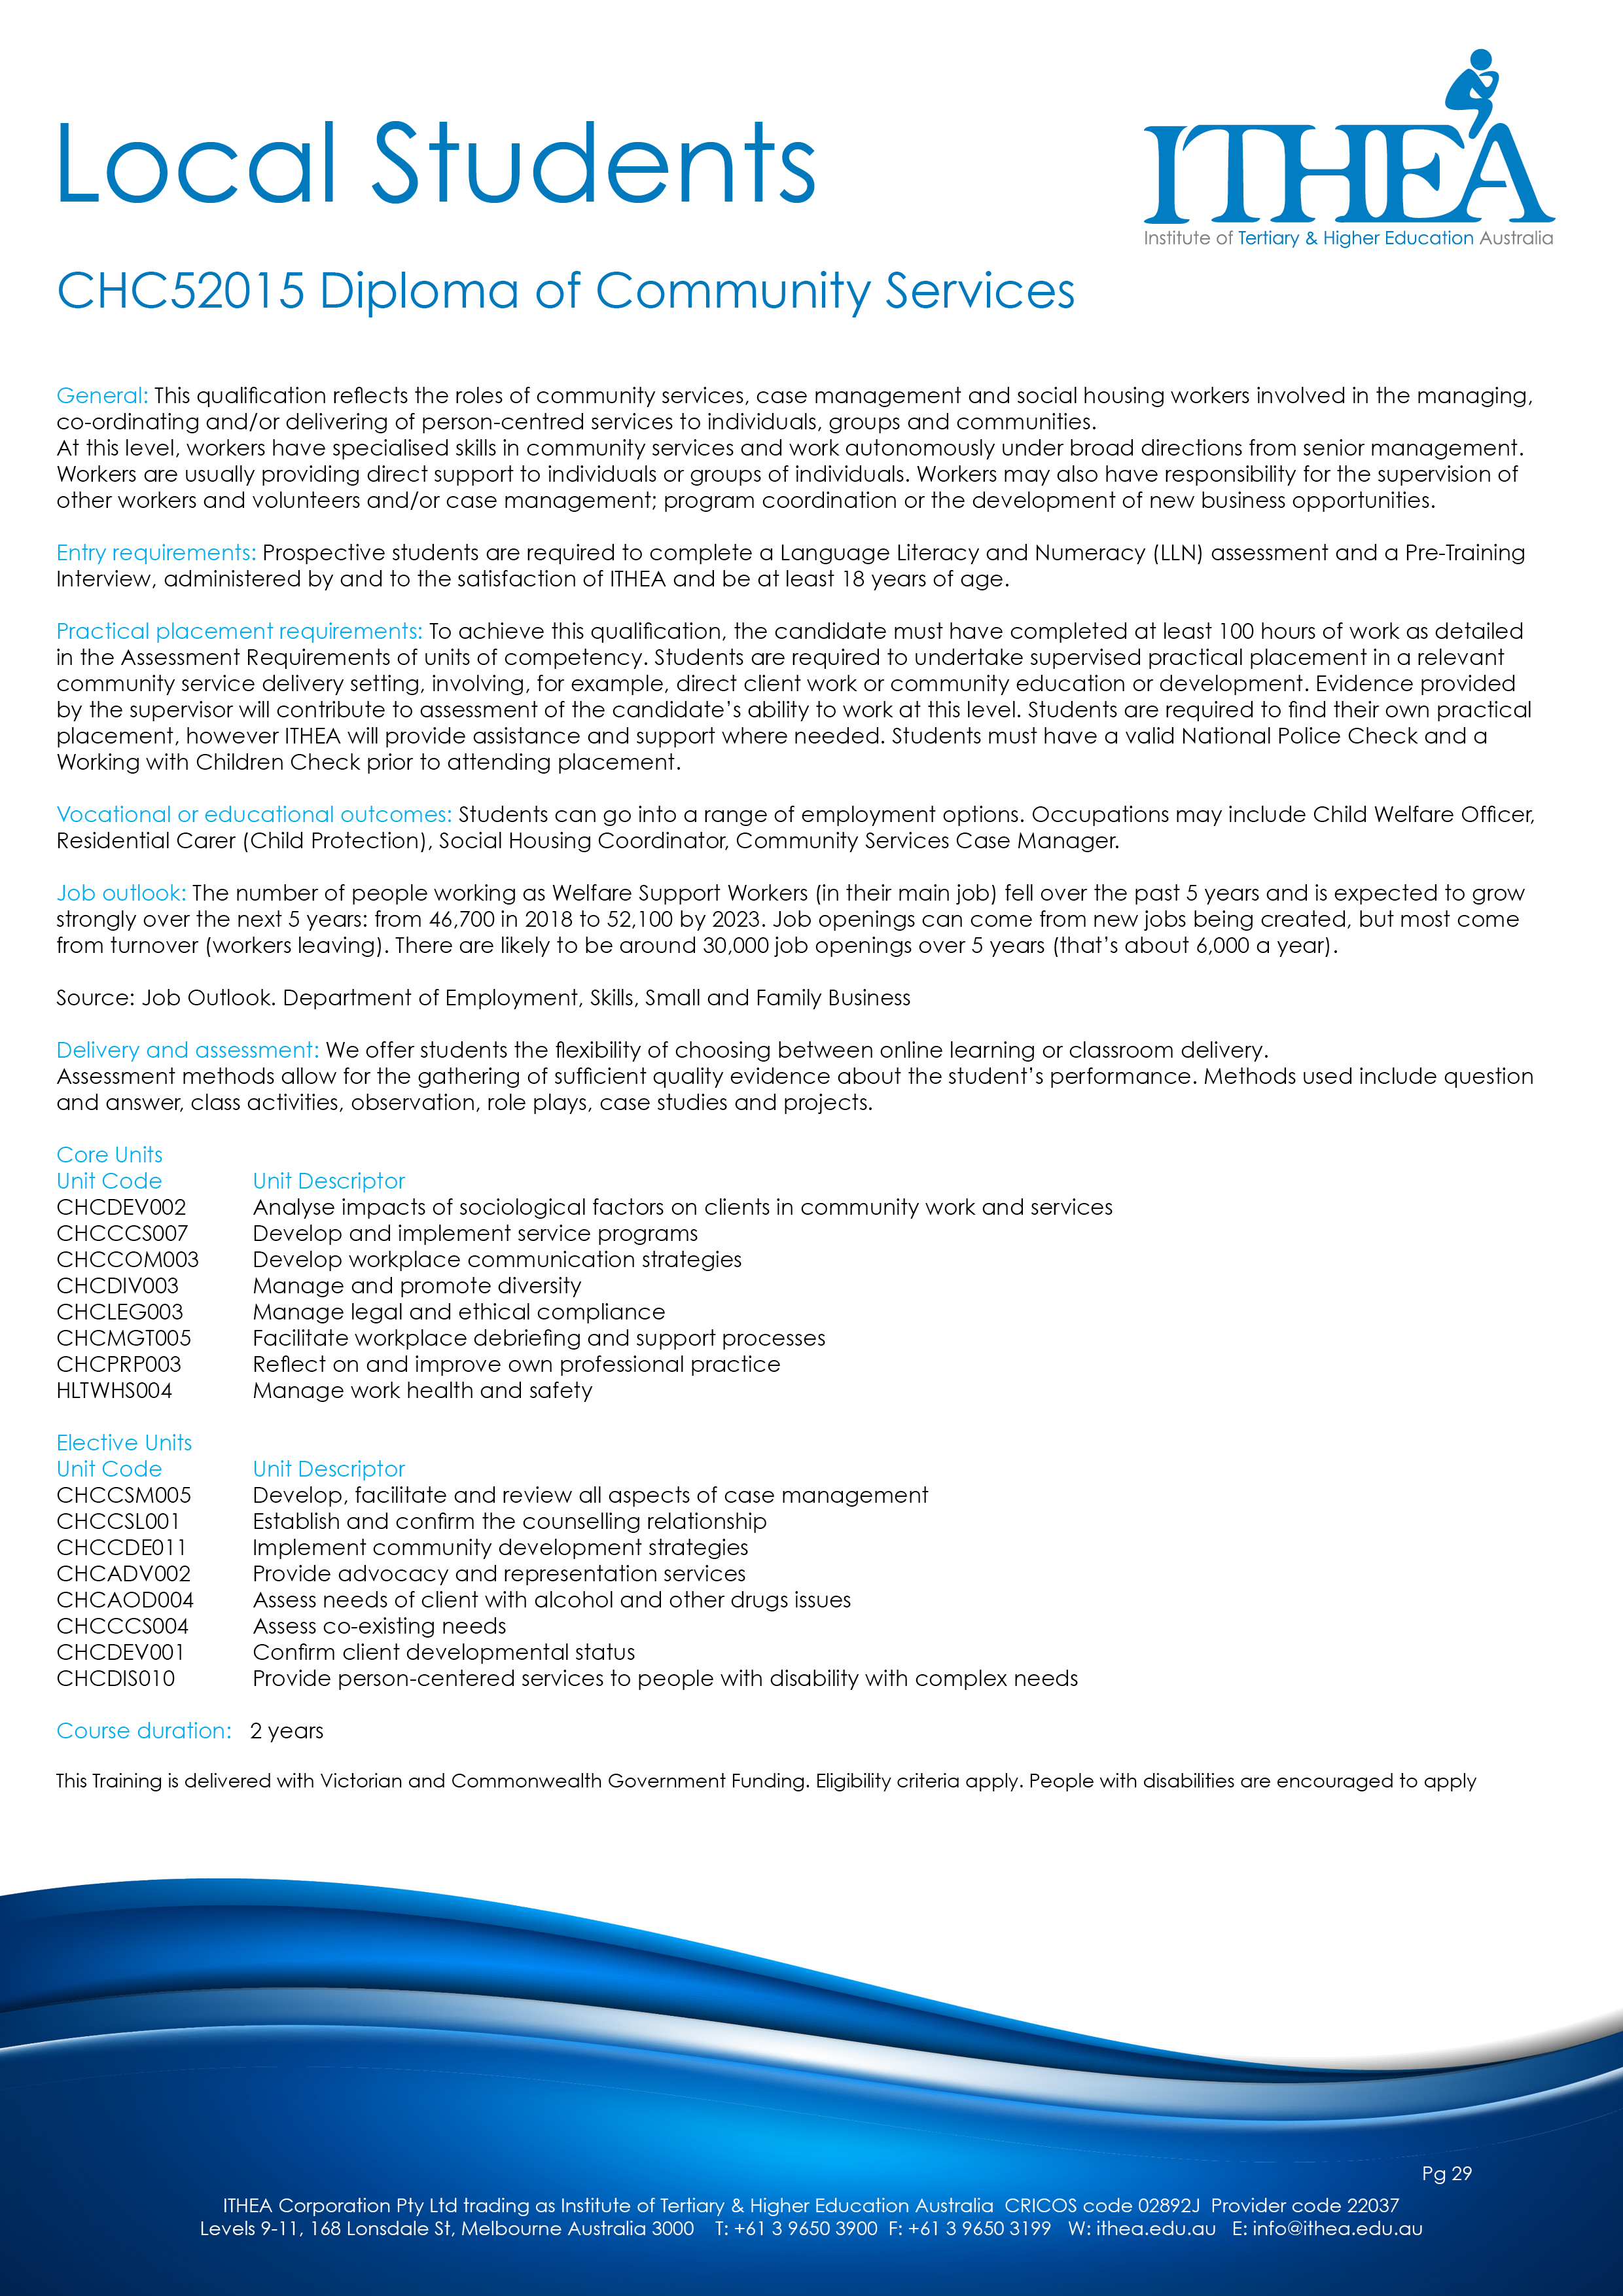 Local Students
ITHEA
Institute of Tertiary & Higher Education Australia
CHC52015 Diploma of Community Services
General: This qualification reflects the roles of community services, case management and social housing workers involved in the managing,
co-ordinating and/or delivering of person-centred services to individuals, groups and communities.
At this level, workers have specialised skills in community services and work autonomously under broad directions from senior management.
Workers are usually providing direct support to individuals or groups of individuals. Workers may also have responsibility for the supervision of
other workers and volunteers and/or case management; program coordination or the development of new business opportunities.
Entry requirements: Prospective students are required to complete a Language Literacy and Numeracy (LLN) assessment and a Pre-Training
Interview, administered by and to the satisfaction of ITHEA and be at least 18 years of age.
Practical placement requirements: To achieve this qualification, the candidate must have completed at least 100 hours of work as detailed
in the Assessment Requirements of units of competency. Students are required to undertake supervised practical placement in a relevant
community service delivery setting, involving, for example, direct client work or community education or development. Evidence provided
by the supervisor will contribute to assessment of the candidate's ability to work at this level. Students are required to find their own practical
placement, however ITHEA will provide assistance and support where needed. Students must have a valid National Police Check and a
Working with Children Check prior to attending placement.
Vocational or educational outcomes: Students can go into a range of employment options. Occupations may include Child Welfare Officer,
Residential Carer (Child Protection), Social Housing Coordinator, Community Services Case Manager.
Job outlook: The number of people working as Welfare Support Workers (in their main job) fell over the past 5 years and is expected to grow
strongly over the next 5 years: from 46,700 in 2018 to 52,100 by 2023. Job openings can come from new jobs being created, but most come
from turnover (workers leaving). There are likely to be around 30,000 job openings over 5 years (that's about 6,000 a year).
Source: Job Outlook. Department of Employment, Skills, Small and Family Business
Delivery and assessment: We offer students the flexibility of choosing between online learning or classroom delivery.
Assessment methods allow for the gathering of sufficient quality evidence about the student's performance. Methods used include question
and answer, class activities, observation, role plays, case studies and projects.
Core Units
Unit Code Unit Descriptor
CHCDEV002 Analyse impacts of sociological factors on clients in community work and services
CHCCCS007 Develop and implement service programs
CHCCOM003 Develop workplace communication strategies
CHCDIV003 Manage and promote diversity
CHCLEG003 Manage legal and ethical compliance
CHCMGT005 Facilitate workplace debriefing and support processes
CHCPRP003 Reflect on and improve own professional practice
HLTWHS004 Manage work health and safety
Elective Units
Unit Code Unit Descriptor
CHCCSM005 Develop, facilitate and review all aspects of case management
CHCCSL001 Establish and confirm the counselling relationship
CHCCDE011 Implement community development strategies
CHCADV002 Provide advocacy and representation services
CHCAOD004 Assess needs of client with alcohol and other drugs issues
CHCCCS004 Assess co-existing needs
CHCDEV001 Confirm client developmental status
CHCDIS010 Provide person-centered services to people with disability with complex needs
Course duration: 2 years
This Training is delivered with Victorian and Commonwealth Government Funding. Eligibility criteria apply. People with disabilities are encouraged to apply
Pg 29
ITHEA Corporation Pty Ltd trading as Institute of Tertiary & Higher Education Australia CRICOS code 02892J Provider code 22037
Levels 9-11, 168 Lonsdale St, Melbourne Australia 3000 T: +61 3 9650 3900 F: +61 3 9650 3199 W: ithea.edu.au E: info@ithea.edu.au